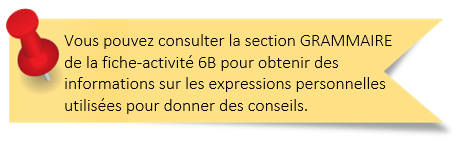 Vous pouvez consulter la section GRAMMAIRE
de la fiche-activité 6B pour obtenir des
informations sur les expressions personnelles
utilisées pour donner des conseils.